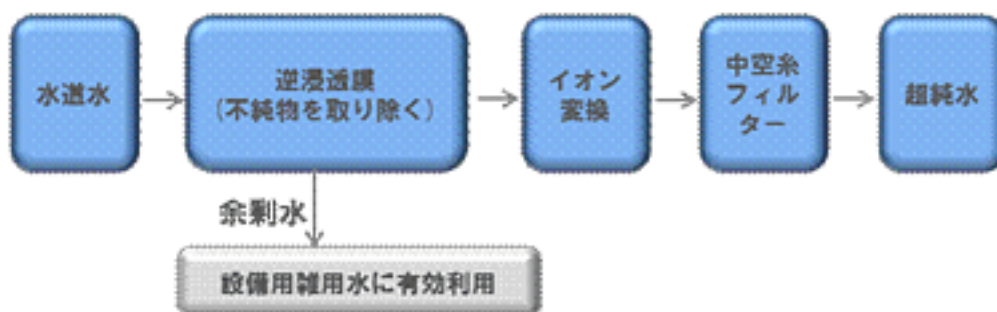 水道水
逆浸透膜
(不純物を取り除く)
イオン
変換
中空糸
フィル
ター
超純水
余剰水
設備用雑用水に有効利用